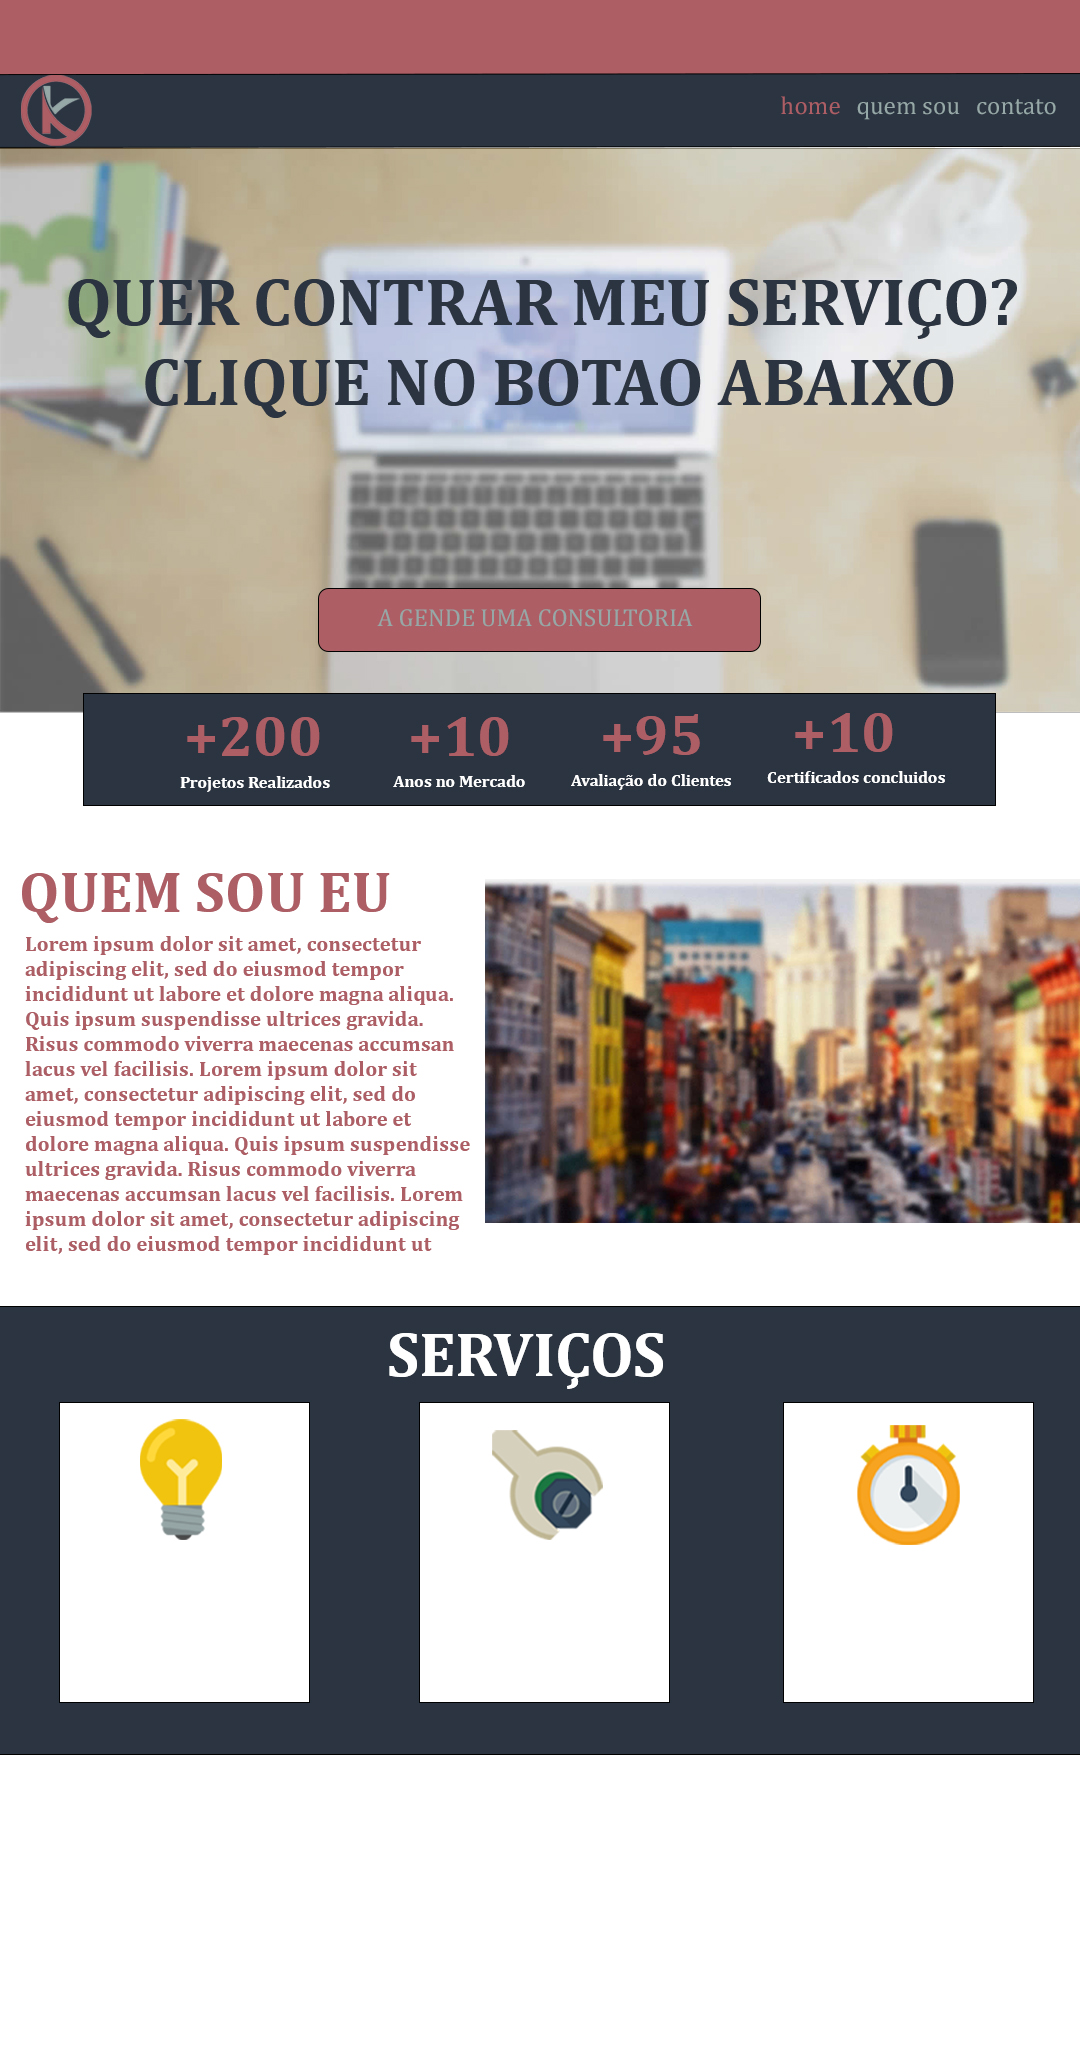 home quem sou contato
QUER CONTRAR MEU SERVIÇO?
CLIQUE NO BOTAO ABAIXO
A GENDE UMA CONSULTORIA
+200 +10 +95 +10
Projetos Realizados Anos no Mercado Avaliação do Clientes Certificados concluidos
QUEM SOU EU
Lorem ipsum dolor sit amet, consectetur
adipiscing elit, sed do eiusmod tempor
incididunt ut labore et dolore magna aliqua.
Quis ipsum suspendisse ultrices gravida.
Risus commodo viverra maecenas accumsan
lacus vel facilisis. Lorem ipsum dolor sit
amet, consectetur adipiscing elit, sed do
eiusmod tempor incididunt ut labore et
dolore magna aliqua. Quis ipsum suspendisse
ultrices gravida. Risus commodo viverra
maecenas accumsan lacus vel facilisis. Lorem
ipsum dolor sit amet, consectetur adipiscing
elit, sed do eiusmod tempor incididunt ut
SERVIÇOS